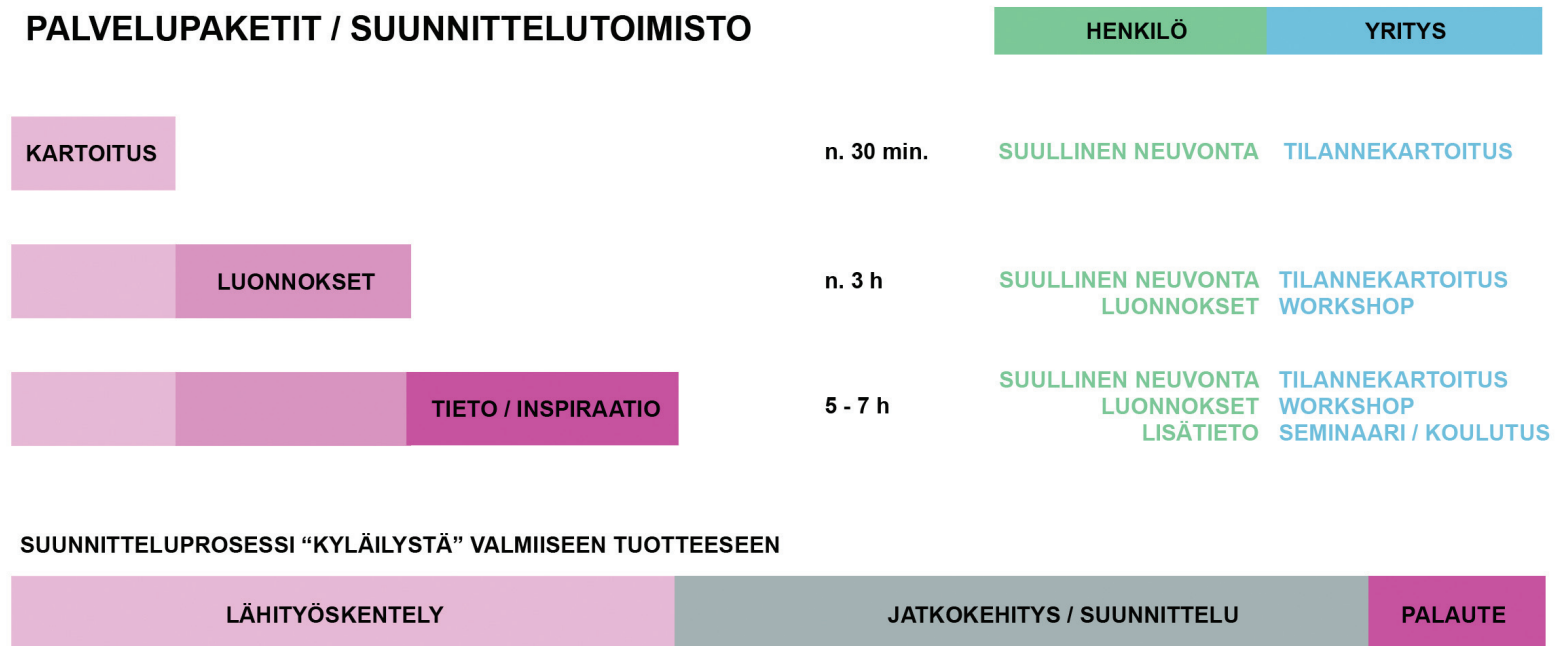 PALVELUPAKETIT / SUUNNITTELUTOIMISTO
HENKILÖ
YRITYS
KARTOITUS
n. 30 min.
SUULLINEN NEUVONTA
TILANNEKARTOITUS
LUONNOKSET
n. 3 h
SUULLINEN NEUVONTA
LUONNOKSET
TILANNEKARTOITUS
WORKSHOP
TIETO / INSPIRAATIO
5 - 7 h
SUULLINEN NEUVONTA
LUONNOKSET
LISÄTIETO
TILANNEKARTOITUS
WORKSHOP
SEMINAARI / KOULUTUS
SUUNNITTELUPROSESSI “KYLÄILYSTÄ” VALMIISEEN TUOTTEESEEN
LÄHITYÖSKENTELY
JATKOKEHITYS / SUUNNITTELU
PALAUTE